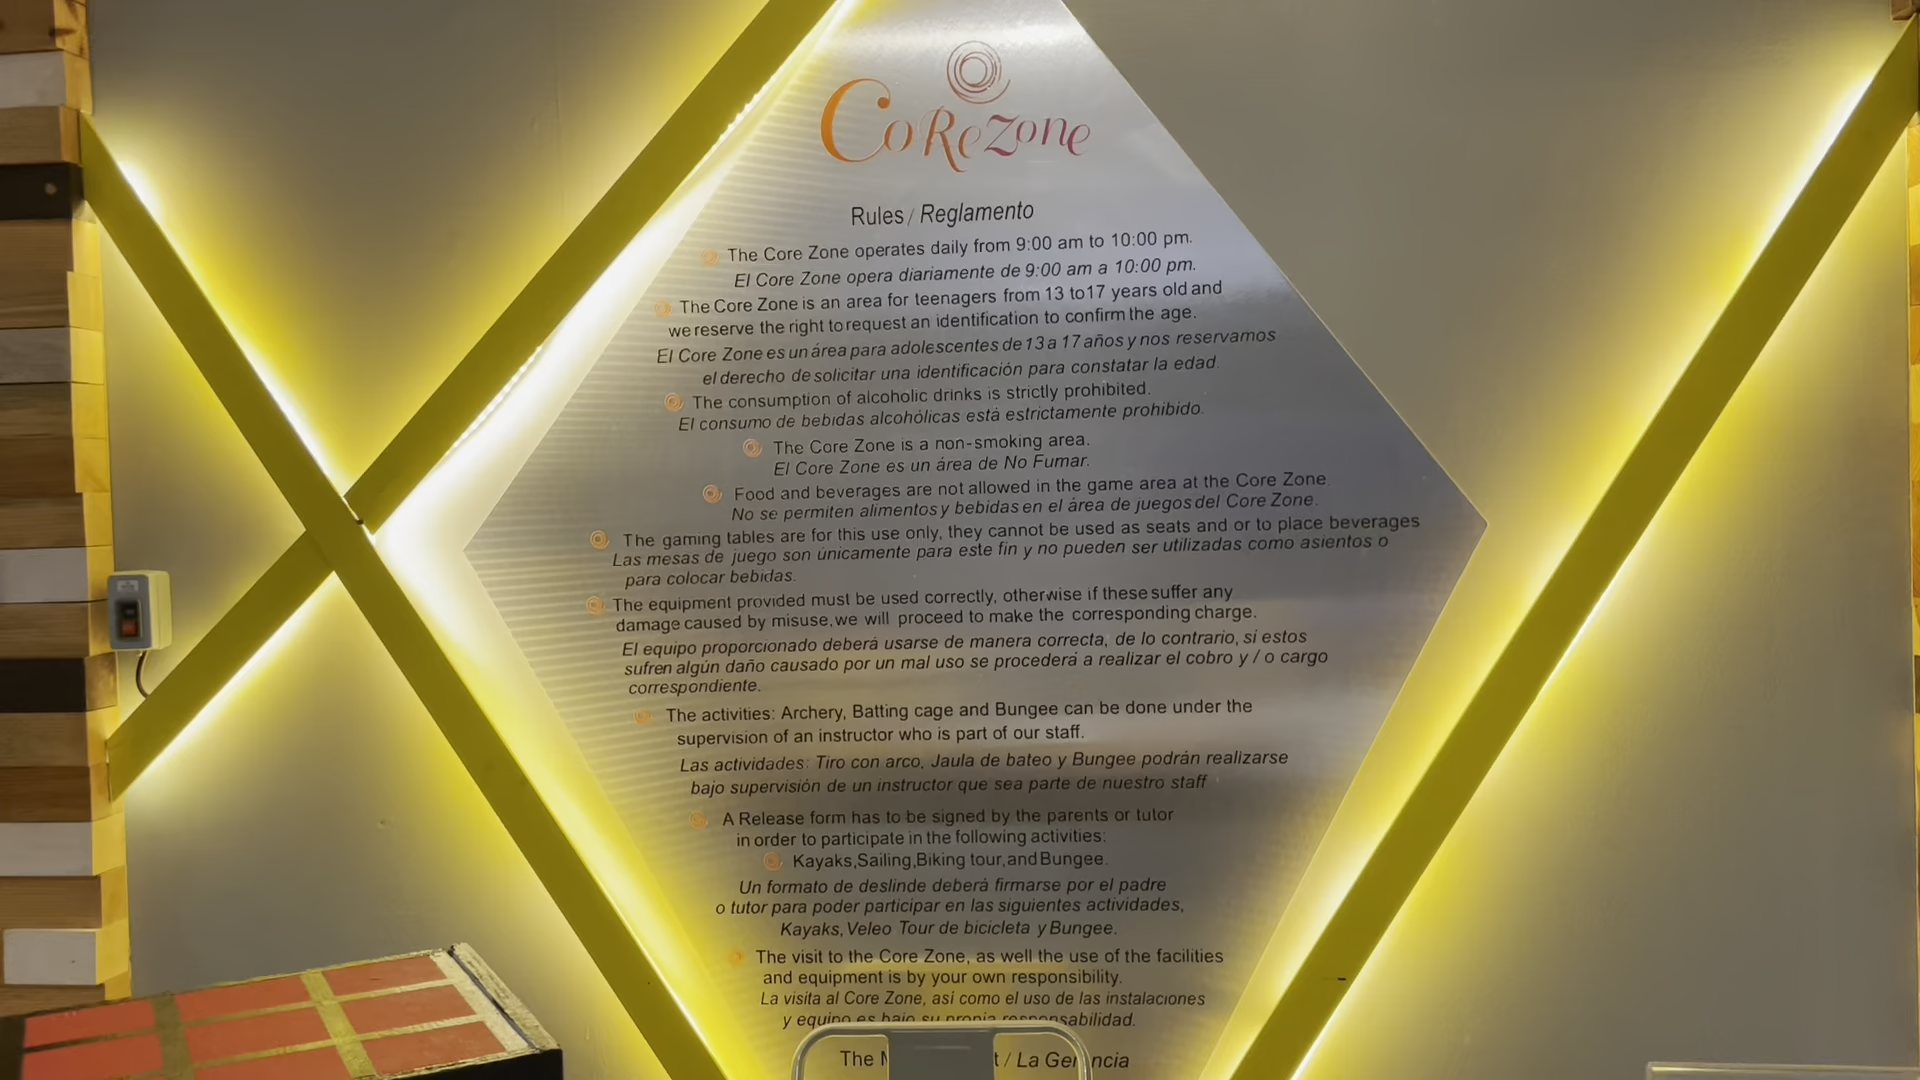 CoReZone
Rules / Reglamento
The Core Zone operates daily from 9:00 am to 10:00 pm.
El Core Zone opera diariamente de 9:00 am a 10:00 pm.
The Core Zone is an area for teenagers from 13 to17 years old and
we reserve the right to request an identification to confirm the age.
El Core Zone es un área para adolescentes de 13 a 17 años y nos reservamos
el derecho de solicitar una identificación para constatar la edad.
The consumption of alcoholic drinks is strictly prohibited.
El consumo de bebidas alcohólicas está estrictamente prohibido.
The Core Zone is a non-smoking area.
El Core Zone es un área de No Fumar.
Food and beverages are not allowed in the game area at the Core Zone.
No se permiten alimentos y bebidas en el área de juegos del Core Zone.
The gaming tables are for this use only, they cannot be used as seats and or to place beverages
Las mesas de juego son únicamente para este fin y no pueden ser utilizadas como asientos o
para colocar bebidas.
The equipment provided must be used correctly, otherwise if these suffer any
damage caused by misuse, we will proceed to make the corresponding charge.
El equipo proporcionado deberá usarse de manera correcta, de lo contrario, si estos
sufren algún daño causado por un mal uso se procederá a realizar el cobro y / o cargo
correspondiente.
The activities: Archery, Batting cage and Bungee can be done under the
supervision of an instructor who is part of our staff.
Las actividades: Tiro con arco, Jaula de bateo y Bungee podrán realizarse
bajo supervisión de un instructor que sea parte de nuestro staff
A Release form has to be signed by the parents or tutor
in order to participate in the following activities:
Kayaks, Sailing, Biking tour, and Bungee.
Un formato de deslinde deberá firmarse por el padre
o tutor para poder participar en las siguientes actividades,
Kayaks, Veleo Tour de bicicleta y Bungee.
The visit to the Core Zone, as well the use of the facilities
and equipment is by your own responsibility.
La visita al Core Zone, así como el uso de las instalaciones
y equipo es bajo su propia responsabilidad.
The / La Gerencia